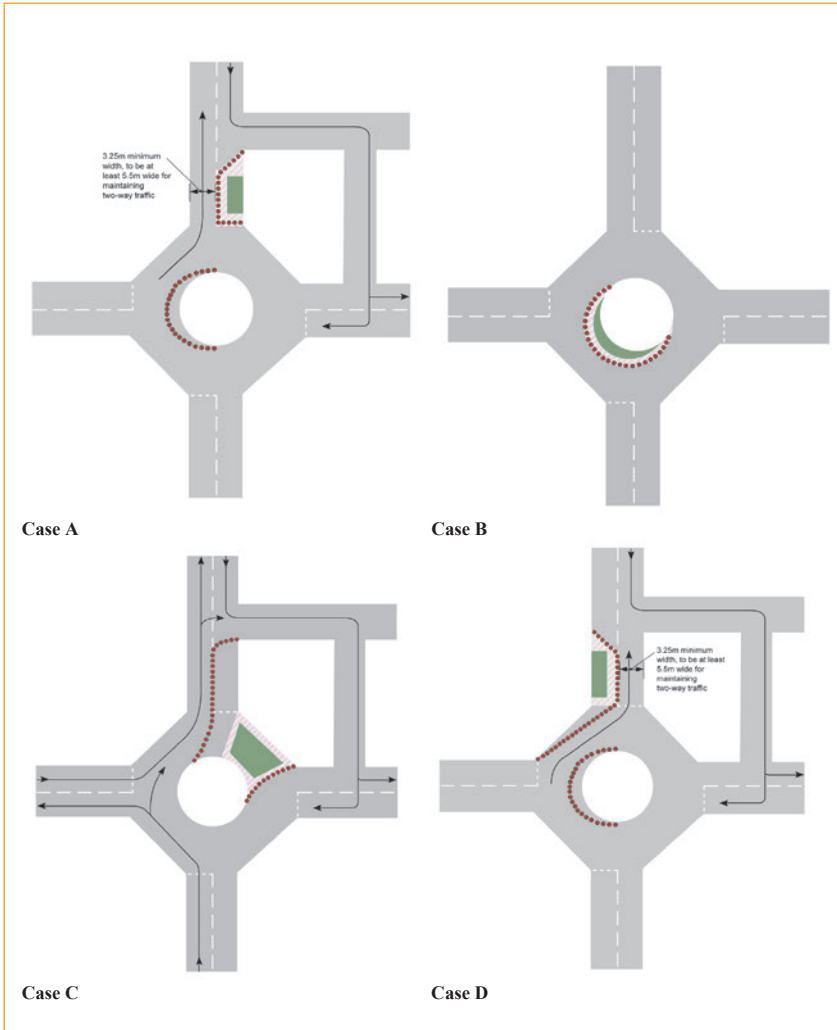 3.25m minimum
width, to be at
least 5.5m wide for
maintaining
two-way traffic
Case A
Case B
3.25m minimum
width, to be at least
5.5m wide for
maintaining
two-way traffic
Case C
Case D